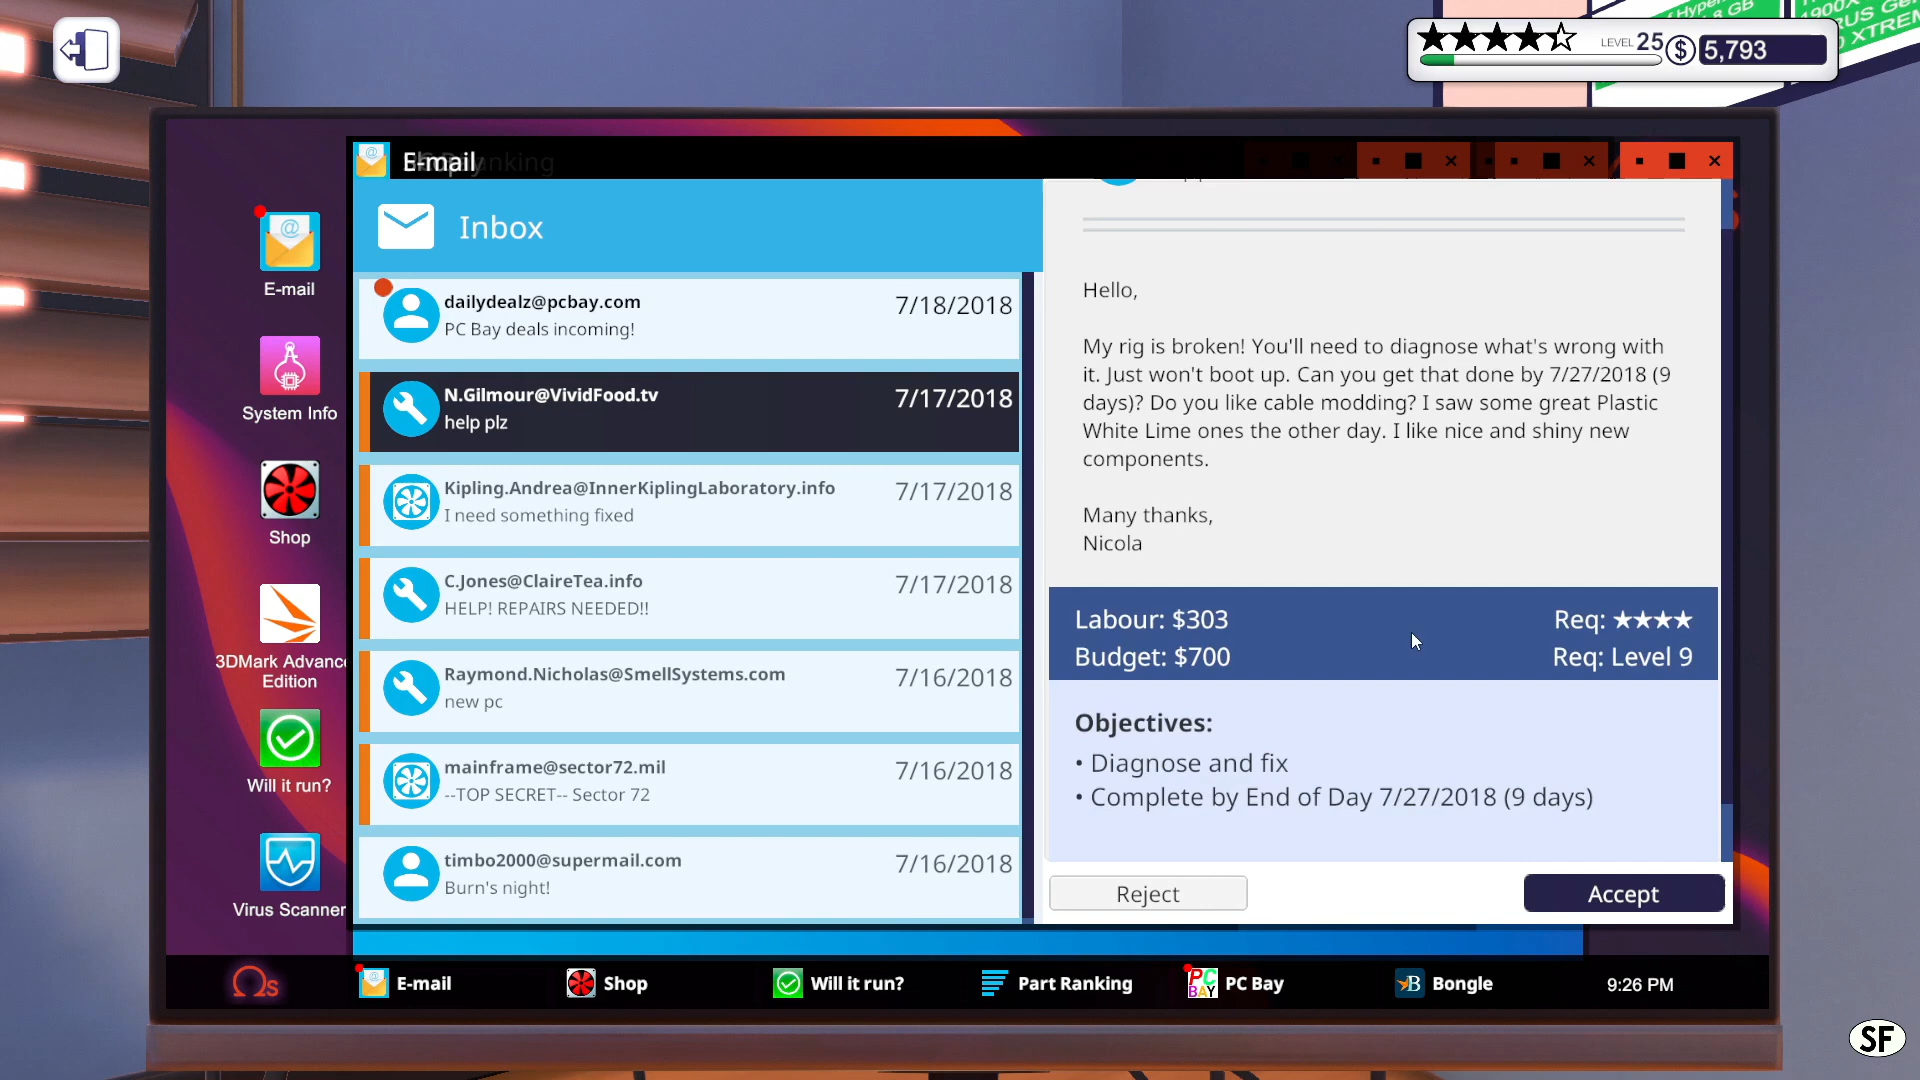 LEVEL 25
$ 5,793
E-mail
Inbox
dailydealz@pcbay.com
7/18/2018
PC Bay deals incoming!
N.Gilmour@VividFood.tv
7/17/2018
help plz
Kipling.Andrea@InnerKiplingLaboratory.info
7/17/2018
I need something fixed
C.Jones@ClaireTea.info
7/17/2018
HELP! REPAIRS NEEDED!!
Raymond.Nicholas@SmellSystems.com
7/16/2018
new pc
mainframe@sector72.mil
7/16/2018
--TOP SECRET-- Sector 72
timbo2000@supermail.com
7/16/2018
Burn's night!
Hello,
My rig is broken! You'll need to diagnose what's wrong with
it. Just won't boot up. Can you get that done by 7/27/2018 (9
days)? Do you like cable modding? I saw some great Plastic
White Lime ones the other day. I like nice and shiny new
components.
Many thanks,
Nicola
Labour: $303
Req: ★★★★
Budget: $700
Req: Level 9
Objectives:
• Diagnose and fix
• Complete by End of Day 7/27/2018 (9 days)
Reject
Accept
E-mail
System Info
Shop
3DMark Advanc
Edition
Will it run?
Virus Scanner
Ωs
E-mail
Shop
Will it run?
Part Ranking
PC BAY
PC Bay
B
Bongle
9:26 PM
SF